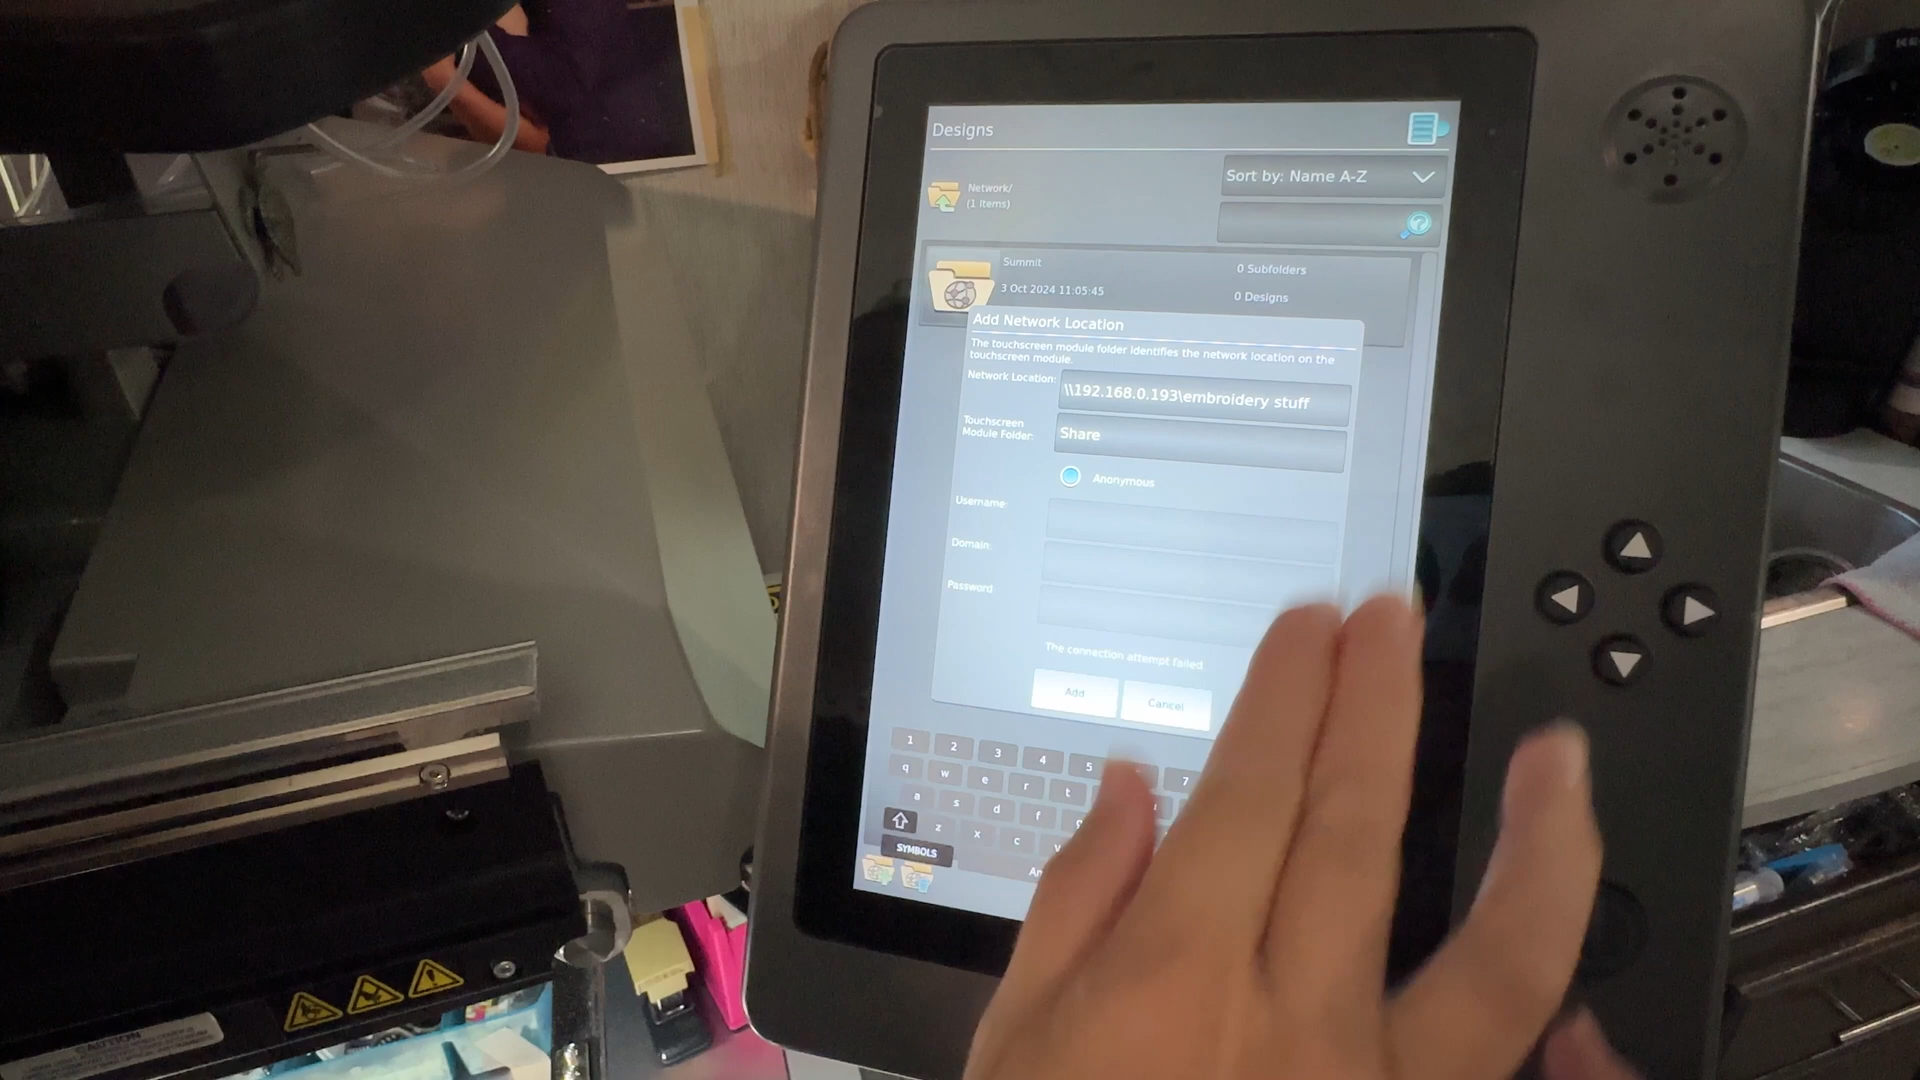 Designs
Sort by: Name A-Z
Network/
(1 Items)
Summit
0 Subfolders
3 Oct 2024 11:05:45
0 Designs
Add Network Location
The touchscreen module folder identifies the network location on the
touchscreen module.
Network Location:
\\192.168.0.193\embroidery stuff
Touchscreen
Module Folder:
Share
Anonymous
Username:
Domain:
Password
The connection attempt failed
Add
Cancel
1 2 3 4 5 7
q w e r t
a s d f
z x c v
SYMBOLS
CAUTION